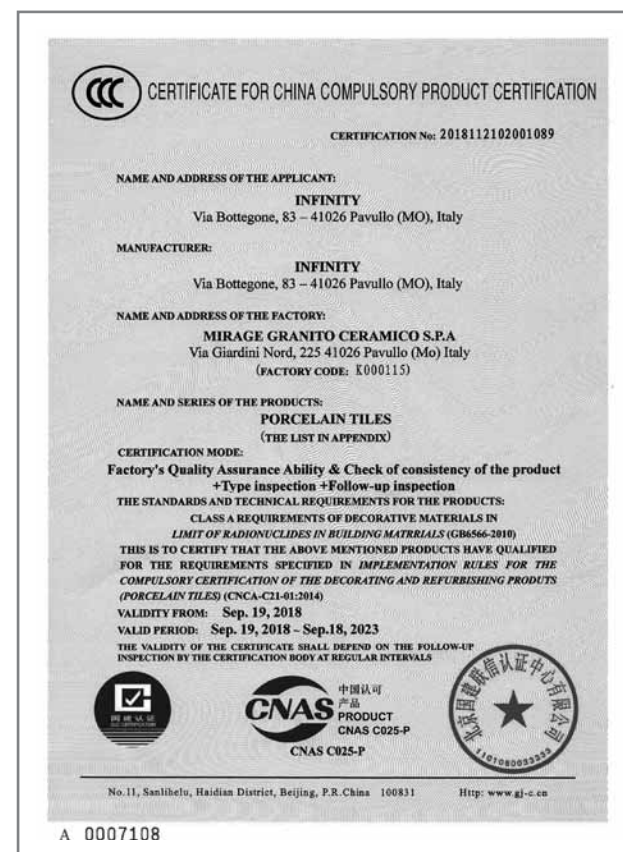 CCC CERTIFICATE FOR CHINA COMPULSORY PRODUCT CERTIFICATION
CERTIFICATION No: 2018112102001089
NAME AND ADDRESS OF THE APPLICANT:
INFINITY
Via Bottegone, 83 – 41026 Pavullo (MO), Italy
MANUFACTURER:
INFINITY
Via Bottegone, 83 – 41026 Pavullo (MO), Italy
NAME AND ADDRESS OF THE FACTORY:
MIRAGE GRANITO CERAMICO S.P.A
Via Giardini Nord, 225 41026 Pavullo (Mo) Italy
(FACTORY CODE: K000115)
NAME AND SERIES OF THE PRODUCTS:
PORCELAIN TILES
(THE LIST IN APPENDIX)
CERTIFICATION MODE:
Factory's Quality Assurance Ability & Check of consistency of the product
+Type inspection +Follow-up inspection
THE STANDARDS AND TECHNICAL REQUIREMENTS FOR THE PRODUCTS:
CLASS A REQUIREMENTS OF DECORATIVE MATERIALS IN
LIMIT OF RADIONUCLIDES IN BUILDING MATRRIALS (GB6566-2010)
THIS IS TO CERTIFY THAT THE ABOVE MENTIONED PRODUCTS HAVE QUALIFIED
FOR THE REQUIREMENTS SPECIFIED IN IMPLEMENTATION RULES FOR THE
COMPULSORY CERTIFICATION OF THE DECORATING AND REFURBISHING PRODUTS
(PORCELAIN TILES) (CNCA-C21-01:2014)
VALIDITY FROM: Sep. 19, 2018
VALID PERIOD: Sep. 19, 2018 – Sep.18, 2023
THE VALIDITY OF THE CERTIFICATE SHALL DEPEND ON THE FOLLOW-UP
INSPECTION BY THE CERTIFICATION BODY AT REGULAR INTERVALS
国建认证
CNAS
中国认可
产品
PRODUCT
CNAS C025-P
CNAS C025-P
北京国建联信认证中心有限公司
1101080033333
No.11, Sanlihelu, Haidian District, Beijing, P.R.China 100831 Http: www.gj-c.cn
A 0007108